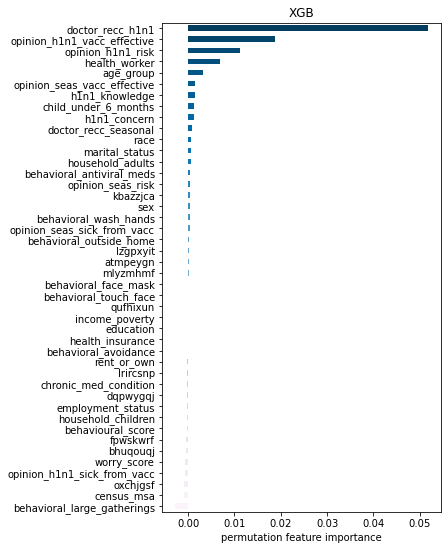 XGB
doctor_recc_h1n1
opinion_h1n1_vacc_effective
opinion_h1n1_risk
health_worker
age_group
opinion_seas_vacc_effective
h1n1_knowledge
child_under_6_months
h1n1_concern
doctor_recc_seasonal
race
marital_status
household_adults
behavioral_antiviral_meds
opinion_seas_risk
kbazzjca
sex
behavioral_wash_hands
opinion_seas_sick_from_vacc
behavioral_outside_home
lzgpxyit
atmpeygn
mlyzmhmf
behavioral_face_mask
behavioral_touch_face
qufhixun
income_poverty
education
health_insurance
behavioral_avoidance
rent_or_own
lrircsnp
chronic_med_condition
dqpwygqj
employment_status
household_children
behavioural_score
fpwskwrf
bhuqouqj
worry_score
opinion_h1n1_sick_from_vacc
oxchjgsf
census_msa
behavioral_large_gatherings
0.00 0.01 0.02 0.03 0.04 0.05
permutation feature importance